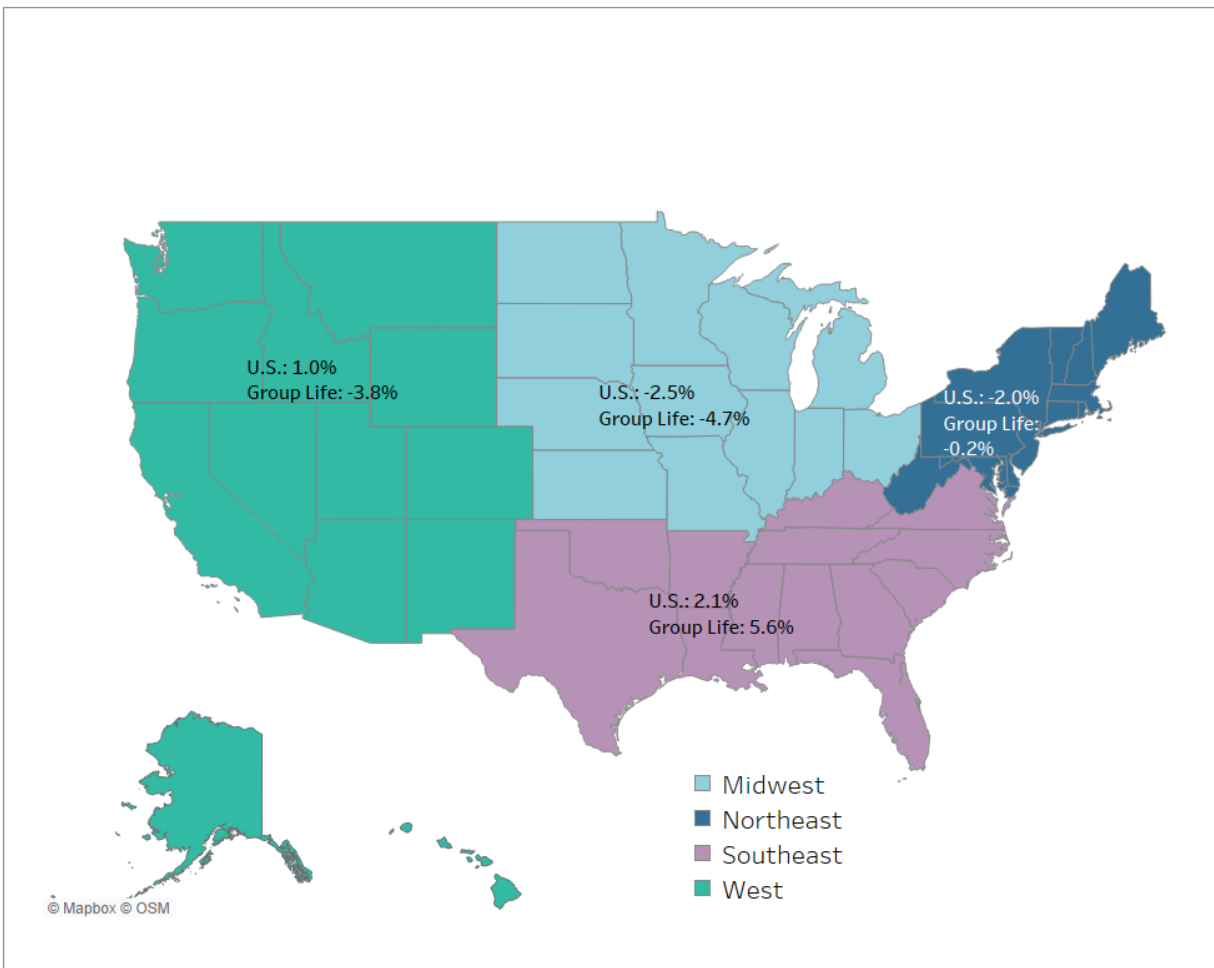 U.S.: 1.0%
Group Life: -3.8%
U.S.: -2.5%
Group Life: -4.7%
U.S.: -2.0%
Group Life:
-0.2%
U.S.: 2.1%
Group Life: 5.6%
Midwest
Northeast
Southeast
West
© Mapbox © OSM